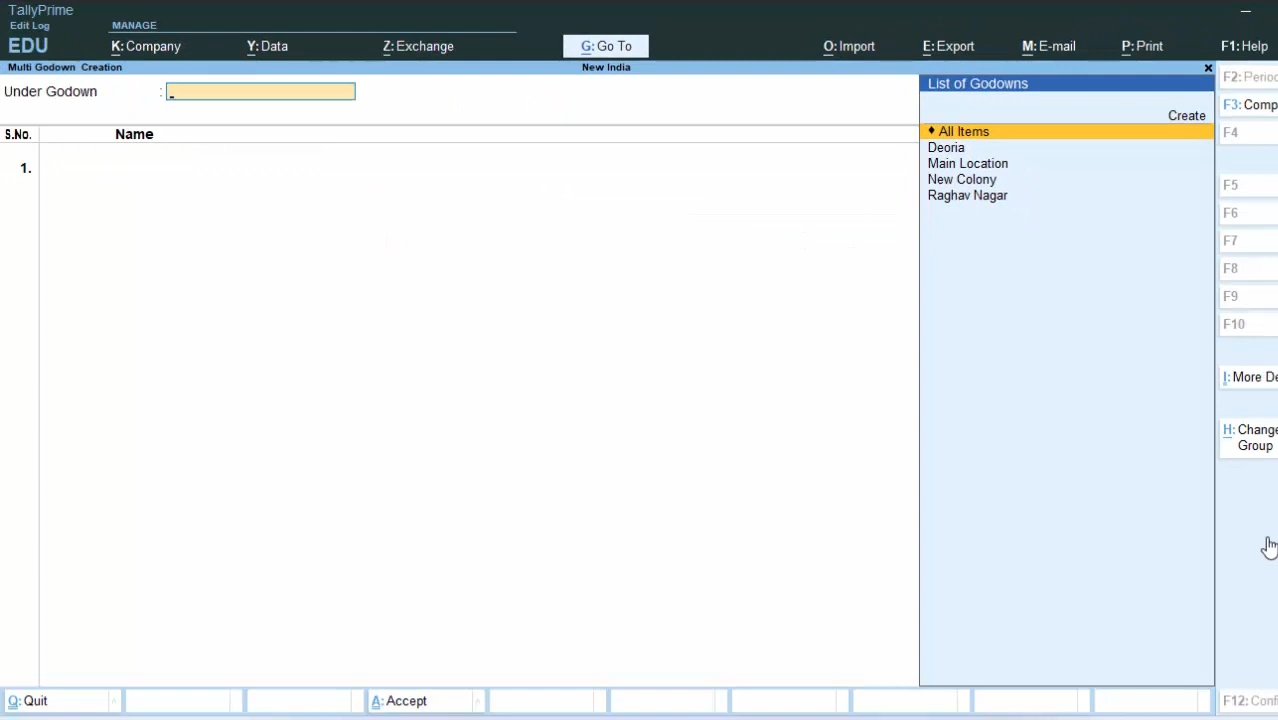 TallyPrime
Edit Log
EDU
MANAGE
K: Company
Y: Data
Z: Exchange
G: Go To
O: Import
E: Export
M: E-mail
P: Print
F1: Help
Multi Godown Creation
New India
Under Godown :
List of Godowns
Create
♦ All Items
Deoria
Main Location
New Colony
Raghav Nagar
S.No.
Name
1.
F2: Period
F3: Comp
F4
F5
F6
F7
F8
F9
F10
I: More De
H: Change
Group
Q: Quit
A: Accept
F12: Conf